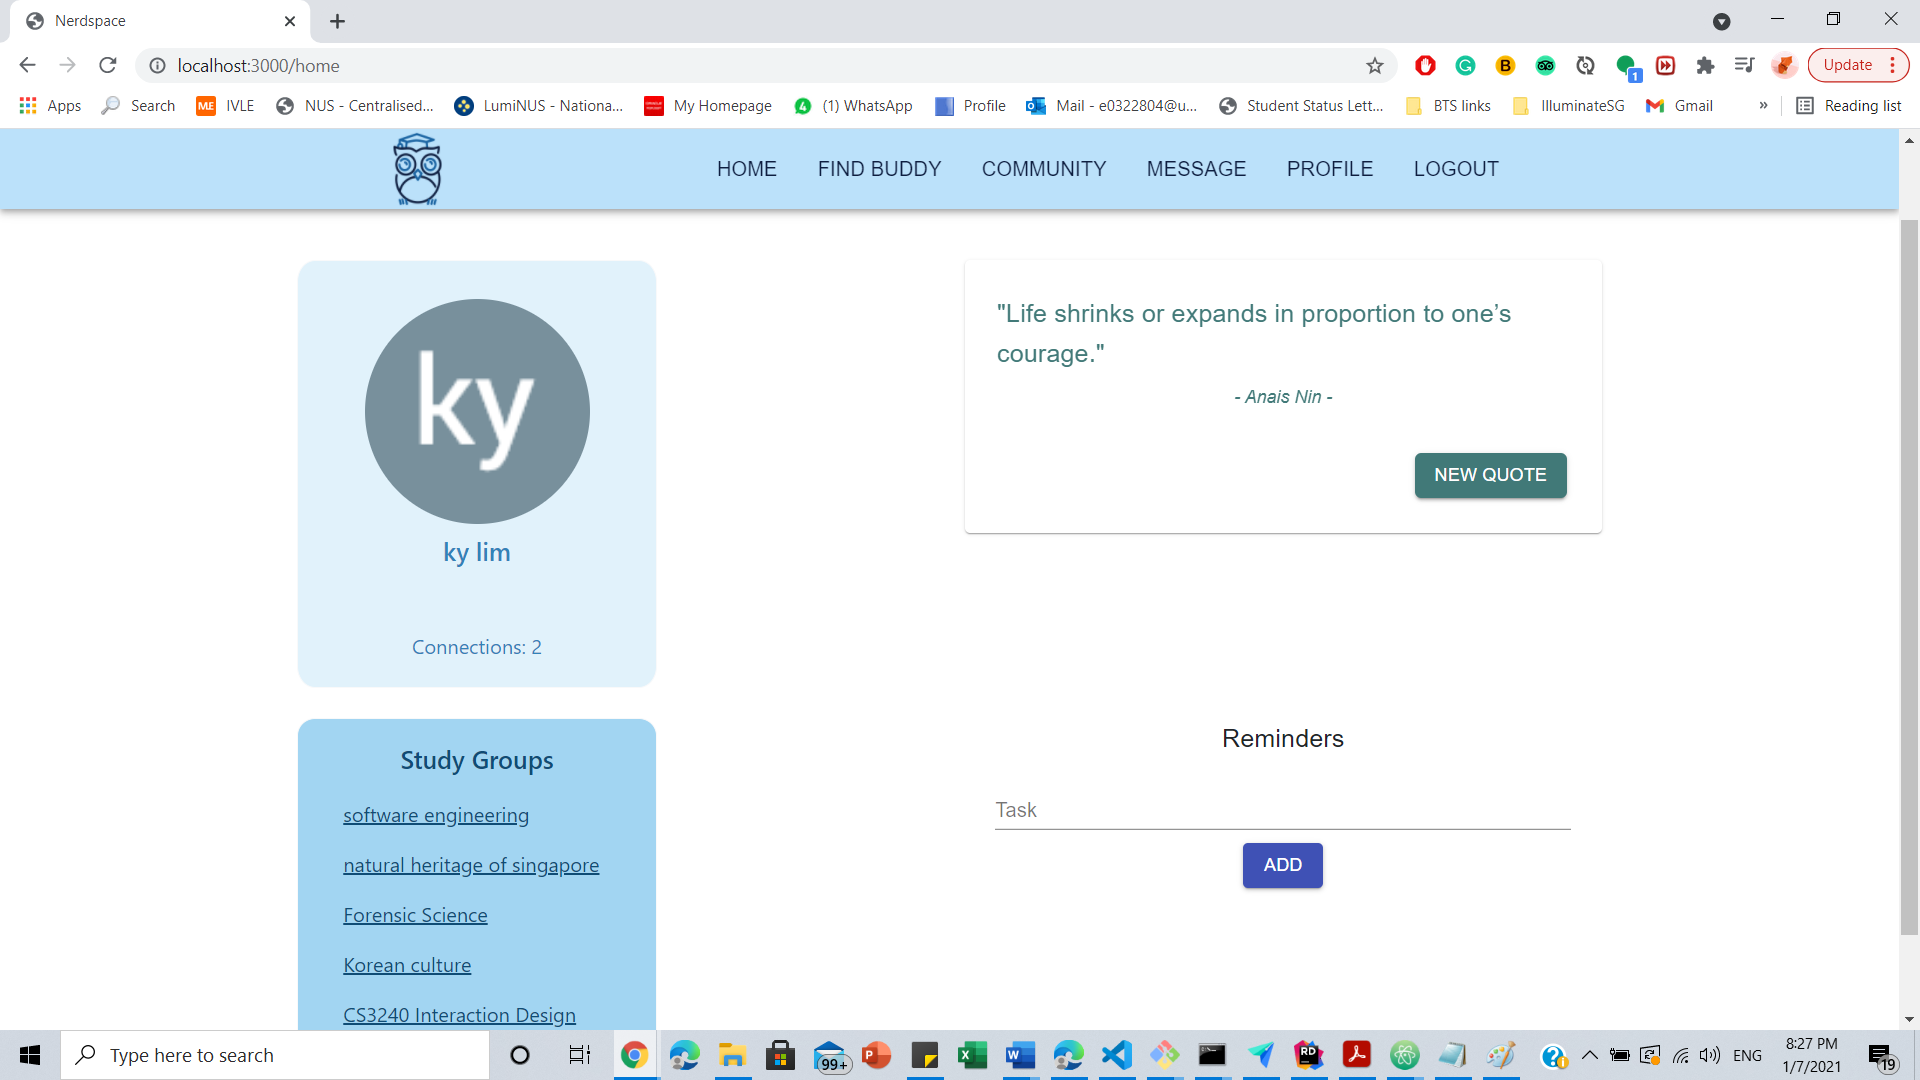 Nerdspace
localhost:3000/home
Update
1
Apps
Search
ME IVLE
NUS - Centralised...
LumiNUS - Nationa...
My Homepage
4 (1) WhatsApp
Profile
Mail - e0322804@u...
Student Status Lett...
BTS links
IlluminateSG
Gmail
»
Reading list
HOME
FIND BUDDY
COMMUNITY
MESSAGE
PROFILE
LOGOUT
ky
ky lim
Connections: 2
"Life shrinks or expands in proportion to one’s
courage."
- Anais Nin -
NEW QUOTE
Study Groups
software engineering
natural heritage of singapore
Forensic Science
Korean culture
CS3240 Interaction Design
Reminders
Task
ADD
Type here to search
99+
ENG
8:27 PM
1/7/2021
19